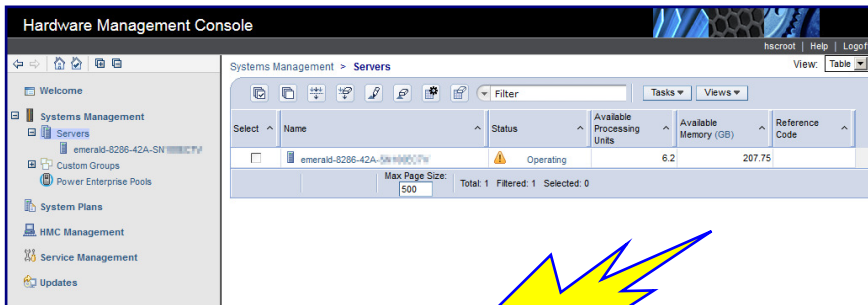 Hardware Management Console
hscroot | Help | Logoff
Systems Management > Servers
View: Table
Welcome
Systems Management
Servers
emerald-8286-42A-SN
Custom Groups
Power Enterprise Pools
System Plans
HMC Management
Service Management
Updates
Filter
Tasks
Views
Select Name Status Available Processing Units Available Memory (GB) Reference Code
emerald-8286-42A- Operating 6.2 207.75
Max Page Size:
500
Total: 1 Filtered: 1 Selected: 0